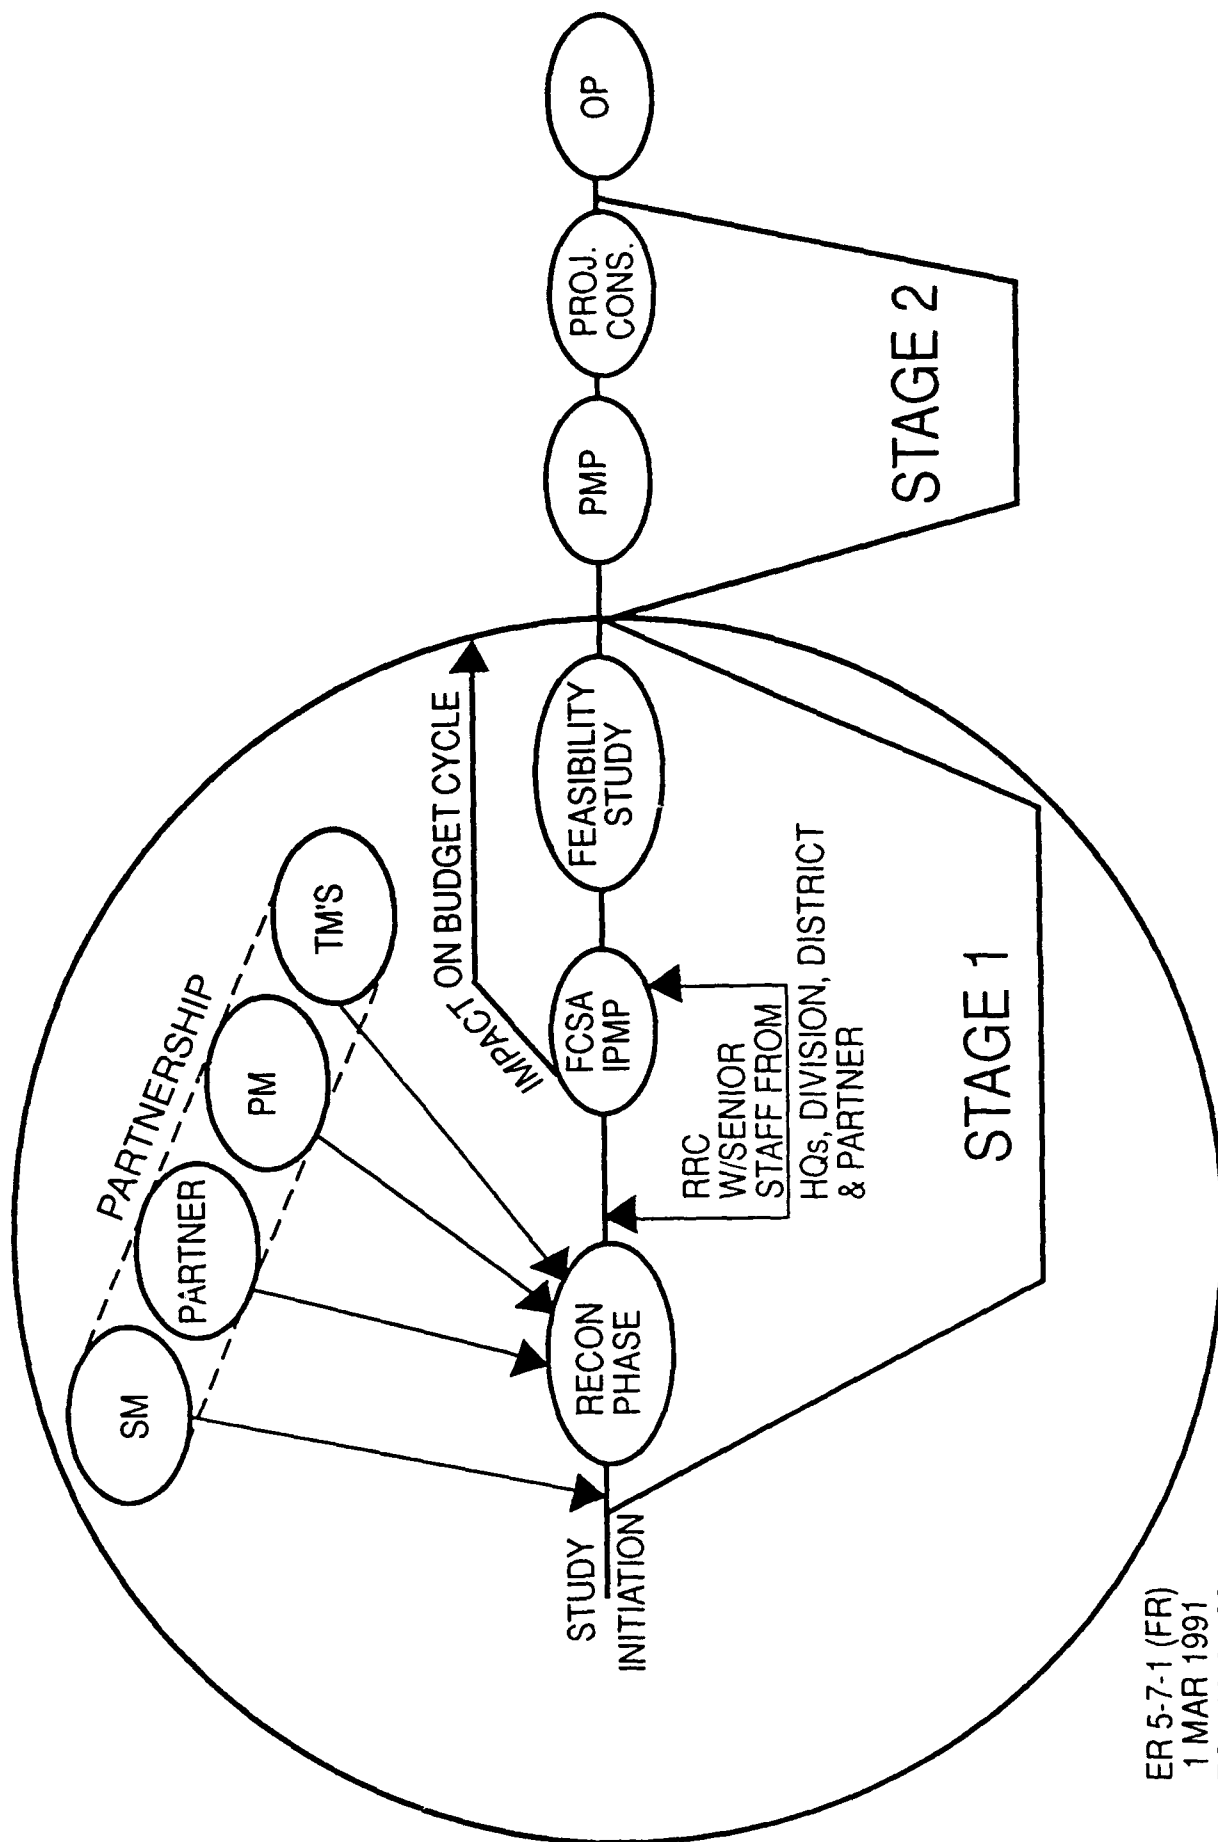 PARTNERSHIP
SM
PARTNER
PM
TM'S
IMPACT ON BUDGET CYCLE
STUDY
INITIATION
RECON
PHASE
FCSA
IPMP
FEASIBILITY
STUDY
PMP
PROJ.
CONS.
OP
RRC
W/SENIOR
STAFF FROM
HQs, DIVISION, DISTRICT
& PARTNER
STAGE 1
STAGE 2
ER 5-7-1 (FR)
1 MAR 1991